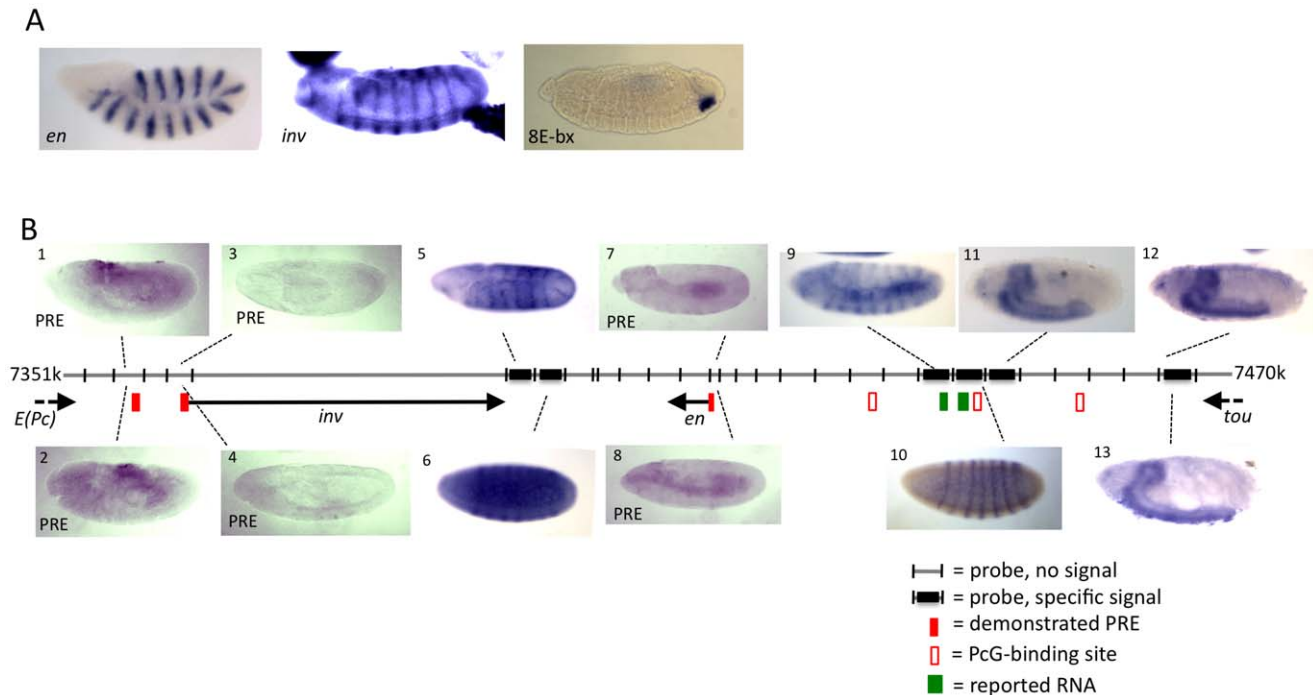 A
en
inv
8E-bx
B
1
3
5
7
9
11
12
PRE
PRE
PRE
7351k
7470k
E(Pc)
inv
en
tou
2
4
6
8
10
13
PRE
PRE
PRE
= probe, no signal
= probe, specific signal
= demonstrated PRE
= PcG-binding site
= reported RNA